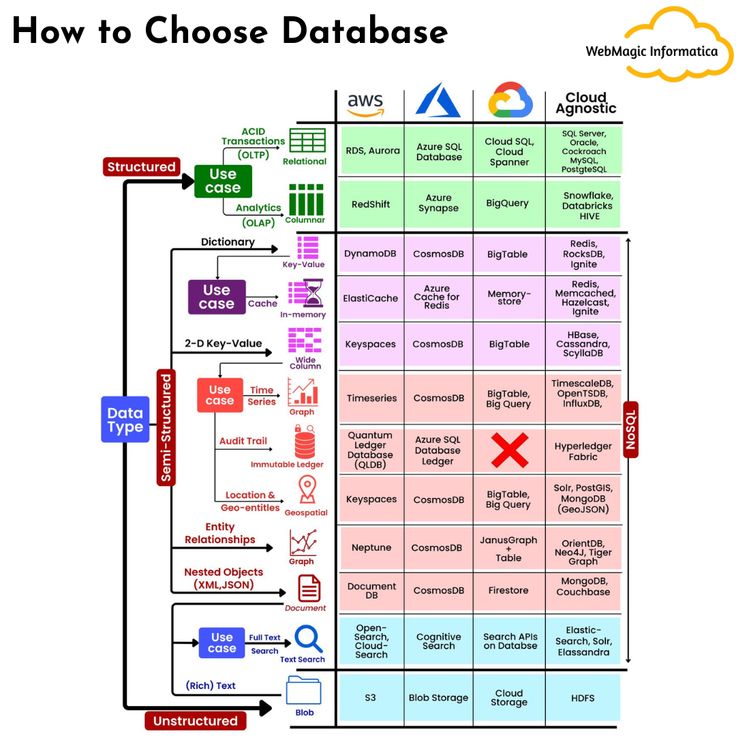 How to Choose Database
WebMagic Informatica
aws
Cloud
Agnostic
Structured
Use
case
ACID
Transactions
(OLTP)
Relational
RDS, Aurora
Azure SQL
Database
Cloud SQL,
Cloud
Spanner
SQL Server,
Oracle,
Cockroach
MySQL,
PostgteSQL
Analytics
(OLAP)
Columnar
RedShift
Azure
Synapse
BigQuery
Snowflake,
Databricks
HIVE
Dictionary
Key-Value
DynamoDB
CosmosDB
BigTable
Redis,
RocksDB,
Ignite
Use
case
Cache
In-memory
ElastiCache
Azure
Cache for
Redis
Memory-
store
Redis,
Memcached,
Hazelcast,
Ignite
2-D Key-Value
Wide
Column
Keyspaces
CosmosDB
BigTable
HBase,
Cassandra,
ScyllaDB
Use
case
Time
Series
Graph
Timeseries
CosmosDB
BigTable,
Big Query
TimescaleDB,
OpenTSDB,
InfluxDB,
Data
Type
Semi-Structured
NoSQL
Audit Trail
Immutable Ledger
Quantum
Ledger
Database
(QLDB)
Azure SQL
Database
Ledger
Hyperledger
Fabric
Location &
Geo-entities
Geospatial
Keyspaces
CosmosDB
BigTable,
Big Query
Solr, PostGIS,
MongoDB
(GeoJSON)
Entity
Relationships
Graph
Neptune
CosmosDB
JanusGraph
+
Table
OrientDB,
Neo4J, Tiger
Graph
Nested Objects
(XML,JSON)
Document
Document
DB
CosmosDB
Firestore
MongoDB,
Couchbase
Use
case
Full Text
Search
Text Search
Open-
Search,
Cloud-
Search
Cognitive
Search
Search APIs
on Databse
Elastic-
Search, Solr,
Elassandra
(Rich) Text
Blob
S3
Blob Storage
Cloud
Storage
HDFS
Unstructured